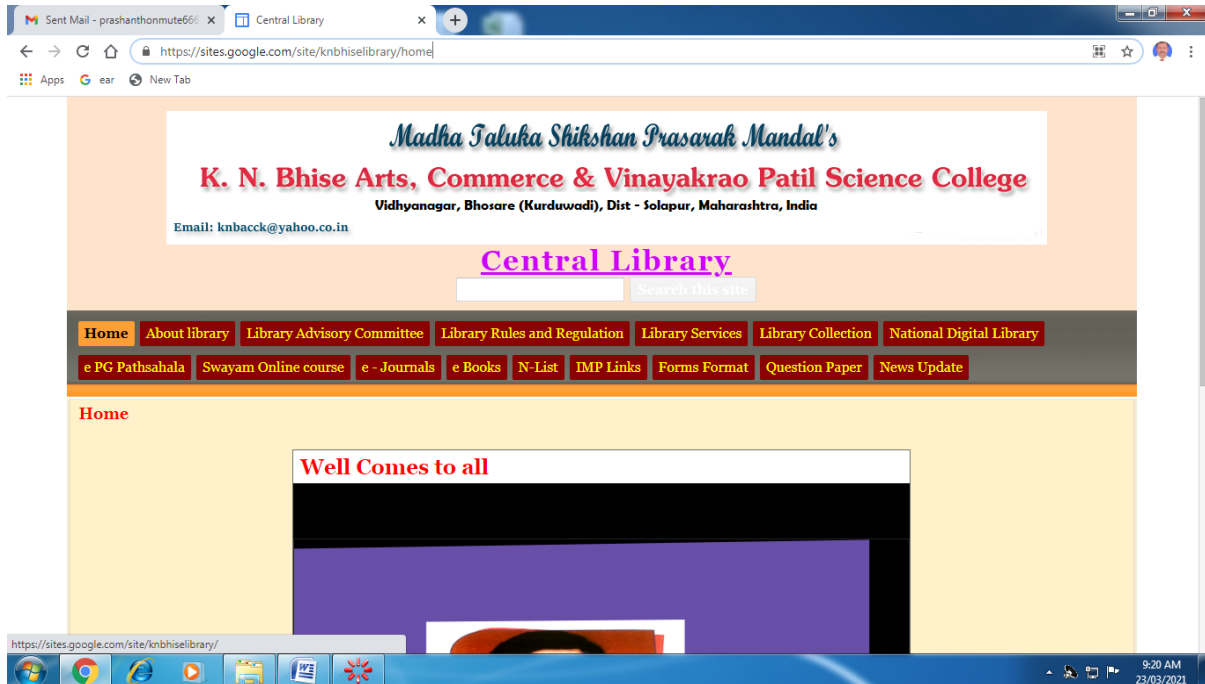 Sent Mail - prashanthonmute666
Central Library
https://sites.google.com/site/knbhiselibrary/home
Apps G ear New Tab
Madha Taluka Shikshan Prasarak Mandal's
K. N. Bhise Arts, Commerce & Vinayakrao Patil Science College
Vidhyanagar, Bhosare (Kurduwadi), Dist - Solapur, Maharashtra, India
Email: knbacck@yahoo.co.in
Central Library
Search this site
Home About library Library Advisory Committee Library Rules and Regulation Library Services Library Collection National Digital Library
e PG Pathsahala Swayam Online course e - Journals e Books N-List IMP Links Forms Format Question Paper News Update
Home
Well Comes to all
https://sites.google.com/site/knbhiselibrary/
9:20 AM
23/03/2021